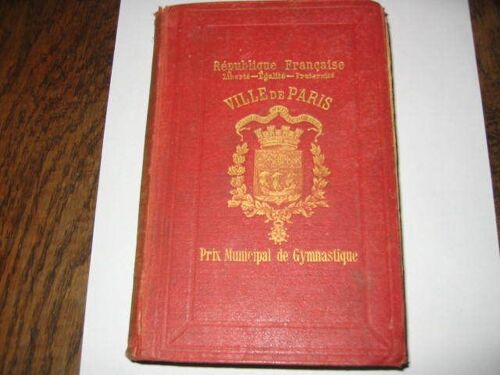 République Française
Liberté—Égalité—Fraternité
VILLE DE PARIS
Prix Municipal de Gymnastique